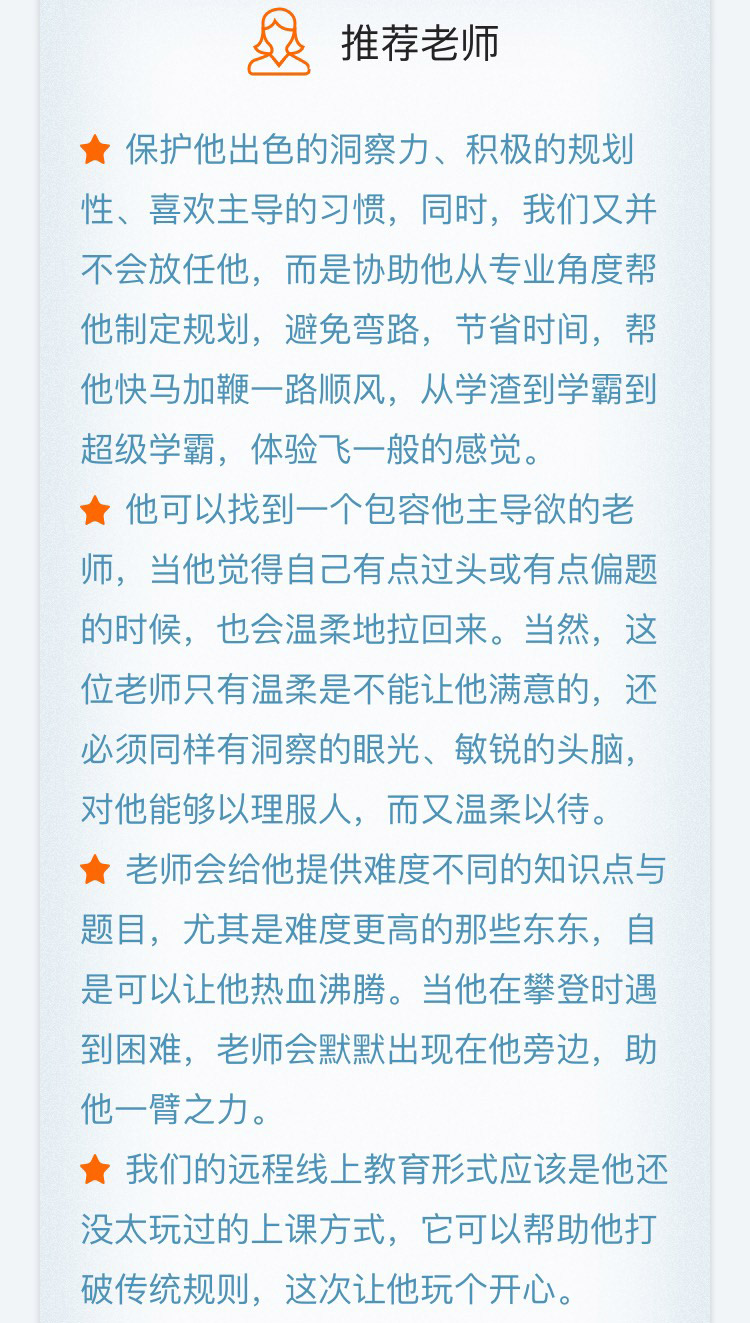 推荐老师
保护他出色的洞察力、积极的规划
性、喜欢主导的习惯，同时，我们又并
不会放任他，而是协助他从专业角度帮
他制定规划，避免弯路，节省时间，帮
他快马加鞭一路顺风，从学渣到学霸到
超级学霸，体验飞一般的感觉。
他可以找到一个包容他主导欲的老
师，当他觉得自己有点过头或有点偏题
的时候，也会温柔地拉回来。当然，这
位老师只有温柔是不能让他满意的，还
必须同样有洞察的眼光、敏锐的头脑，
对他能够以理服人，而又温柔以待。
老师会给他提供难度不同的知识点与
题目，尤其是难度更高的那些东东，自
是可以让他热血沸腾。当他在攀登时遇
到困难，老师会默默出现在他旁边，助
他一臂之力。
我们的远程线上教育形式应该是他还
没太玩过的上课方式，它可以帮助他打
破传统规则，这次让他玩个开心。